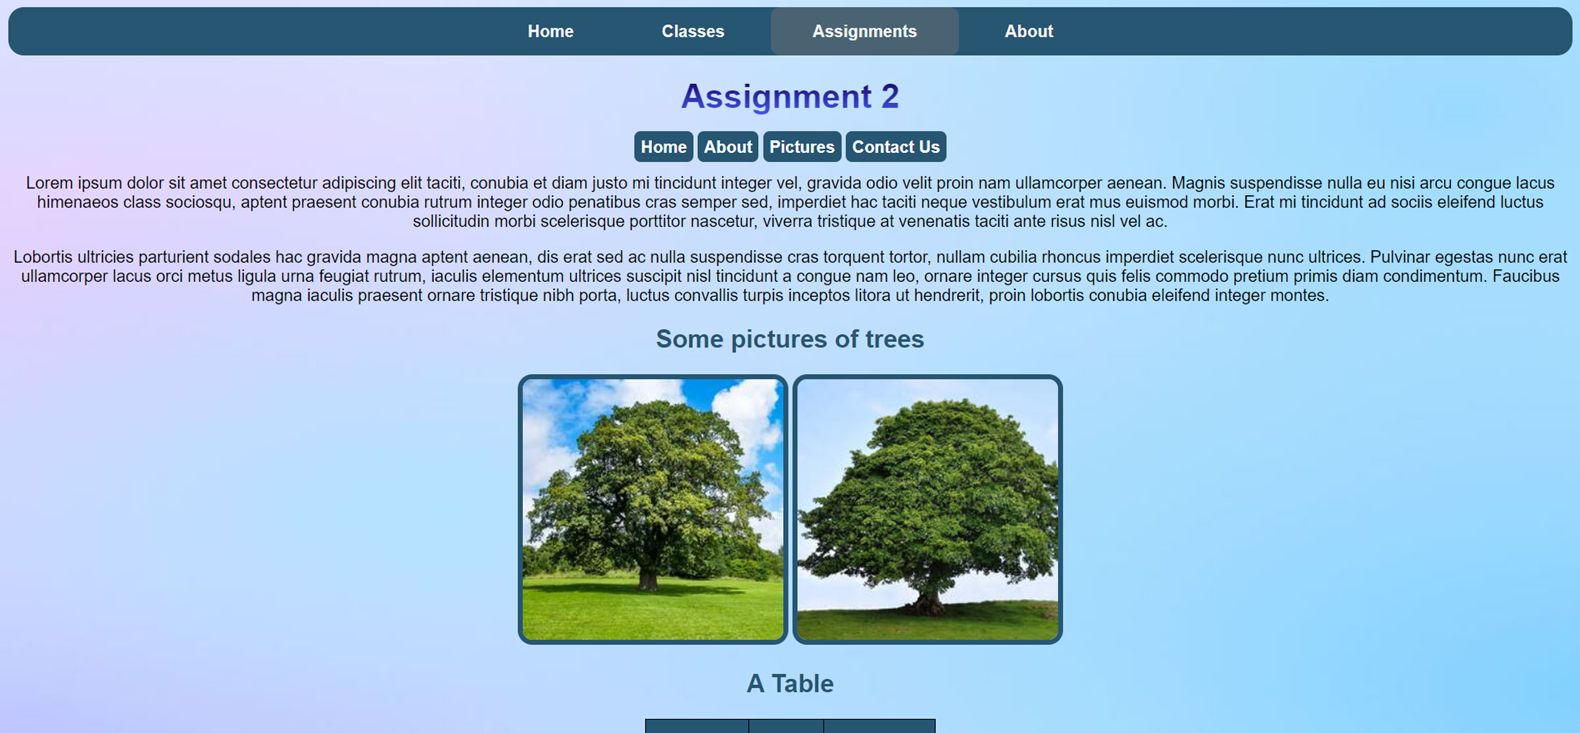 Home Classes Assignments About
Assignment 2
Home About Pictures Contact Us
Lorem ipsum dolor sit amet consectetur adipiscing elit taciti, conubia et diam justo mi tincidunt integer vel, gravida odio velit proin nam ullamcorper aenean. Magnis suspendisse nulla eu nisi arcu congue lacus
himenaeos class sociosqu, aptent praesent conubia rutrum integer odio penatibus cras semper sed, imperdiet hac taciti neque vestibulum erat mus euismod morbi. Erat mi tincidunt ad sociis eleifend luctus
sollicitudin morbi scelerisque porttitor nascetur, viverra tristique at venenatis taciti ante risus nisl vel ac.
Lobortis ultricies parturient sodales hac gravida magna aptent aenean, dis erat sed ac nulla suspendisse cras torquent tortor, nullam cubilia rhoncus imperdiet scelerisque nunc ultrices. Pulvinar egestas nunc erat
ullamcorper lacus orci metus ligula urna feugiat rutrum, iaculis elementum ultrices suscipit nisl tincidunt a congue nam leo, ornare integer cursus quis felis commodo pretium primis diam condimentum. Faucibus
magna iaculis praesent ornare tristique nibh porta, luctus convallis turpis inceptos litora ut hendrerit, proin lobortis conubia eleifend integer montes.
Some pictures of trees
A Table